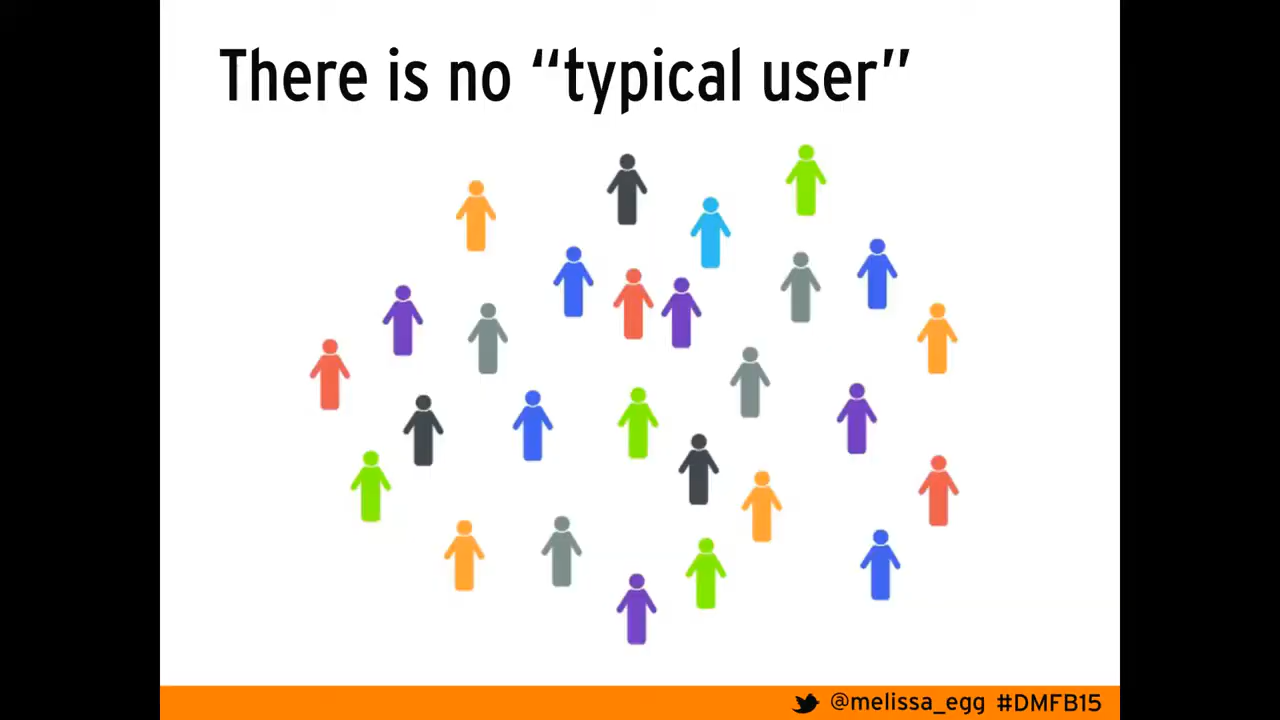 There is no “typical user”
@melissa_egg #DMFB15